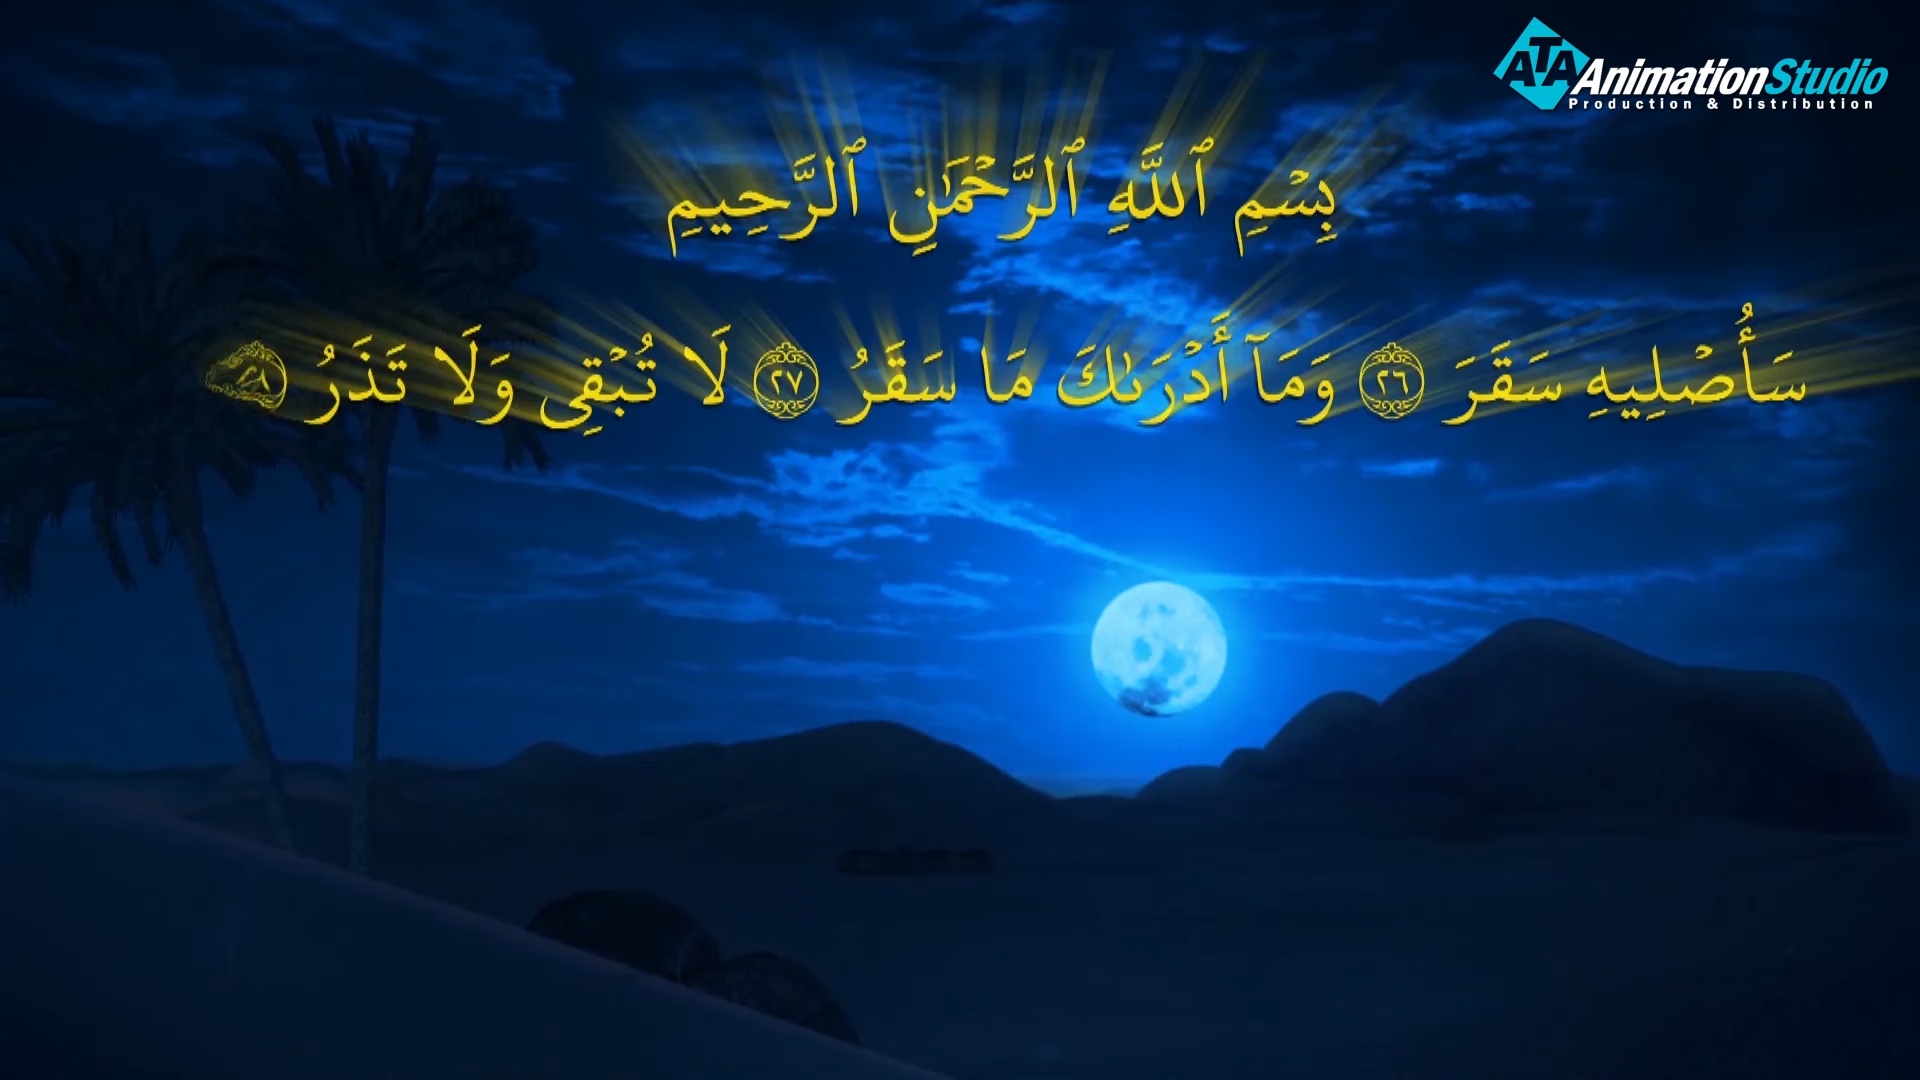 ATA AnimationStudio
Production & Distribution
بِسْمِ ٱللَّهِ ٱلرَّحْمَٰنِ ٱلرَّحِيمِ
سَأُصْلِيهِ سَقَرَ ٢٦ وَمَآ أَدْرَىٰكَ مَا سَقَرُ ٢٧ لَا تُبْقِى وَلَا تَذَرُ ٢٨